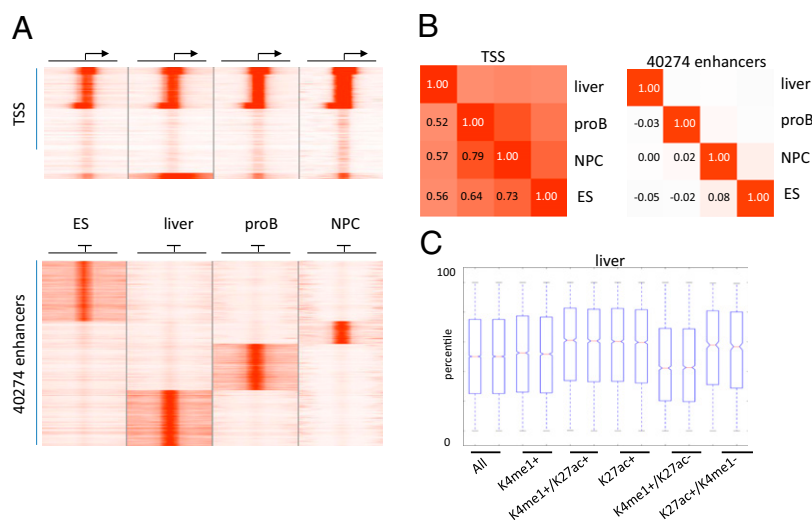 A
TSS
ES liver proB NPC
40274 enhancers
B
TSS
1.00 liver
0.52 1.00 proB
0.57 0.79 1.00 NPC
0.56 0.64 0.73 1.00 ES
40274 enhancers
1.00 liver
-0.03 1.00 proB
0.00 0.02 1.00 NPC
-0.05 -0.02 0.08 1.00 ES
C
liver
100
percentile
0
All
K4me1+
K4me1+/K27ac+
K27ac+
K4me1+/K27ac-
K27ac+/K4me1-